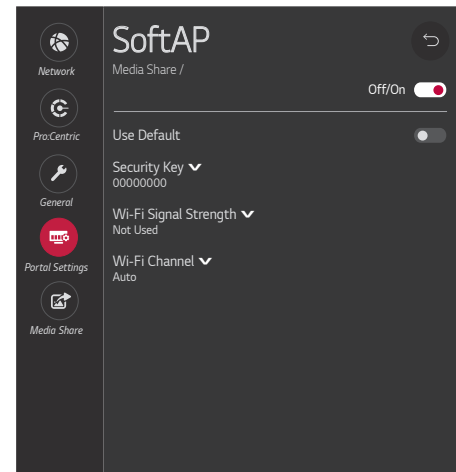 SoftAP
Media Share /
Off/On
Use Default
Security Key
00000000
Wi-Fi Signal Strength
Not Used
Wi-Fi Channel
Auto
Network
Pro:Centric
General
Portal Settings
Media Share